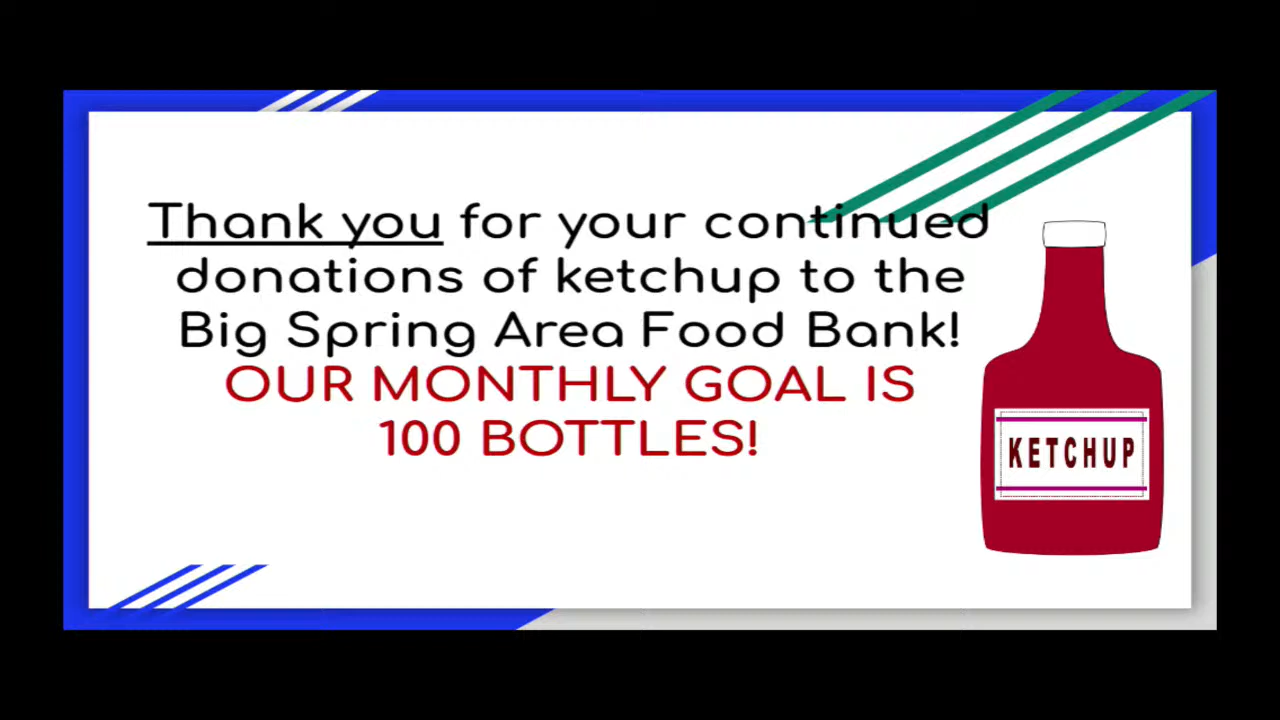 Thank you for your continued
donations of ketchup to the
Big Spring Area Food Bank!
OUR MONTHLY GOAL IS
100 BOTTLES!
KETCHUP